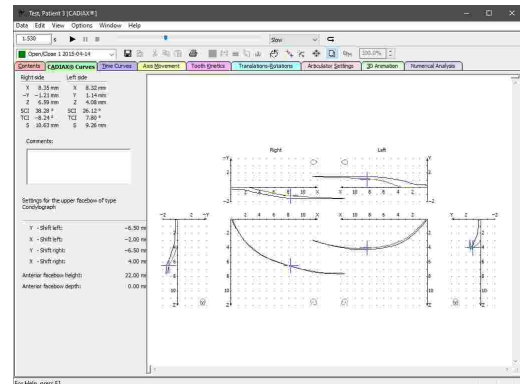 Test, Patient 3 [CADIAX®]
Data Edit View Options Window Help
1.530 s Slow
Open/Close 1 2015-04-14 100.0%
Contents CADIAX® Curves Time Curves Axis Movement Tooth Kinetics Translations-Rotations Articulator Settings 3D Animation Numerical Analysis
Right side Left side
X 8.35 mm X 8.32 mm
-Y -1.21 mm Y 1.14 mm
Z 6.59 mm Z 4.08 mm
SCI 38.28 ° SCI 26.12 °
TCI -8.24 ° TCI 7.80 °
S 10.63 mm S 9.26 mm
Comments:
Right Left
Settings for the upper facebow of type
Condylograph
Y - Shift left: -6.50 mm
X - Shift left: -2.00 mm
Y - Shift right: -6.50 mm
X - Shift right: 4.00 mm
Anterior facebow height: 22.00 mm
Anterior facebow depth: 0.00 mm
For Help, press F1